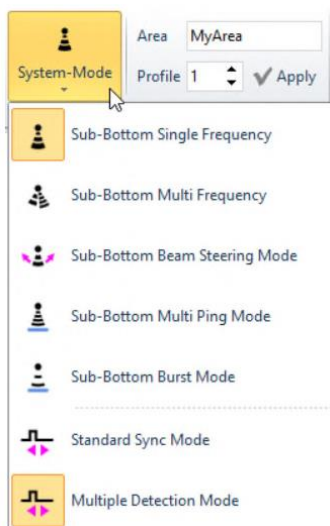 Area MyArea
System-Mode
Profile 1 Apply
Sub-Bottom Single Frequency
Sub-Bottom Multi Frequency
Sub-Bottom Beam Steering Mode
Sub-Bottom Multi Ping Mode
Sub-Bottom Burst Mode
Standard Sync Mode
Multiple Detection Mode